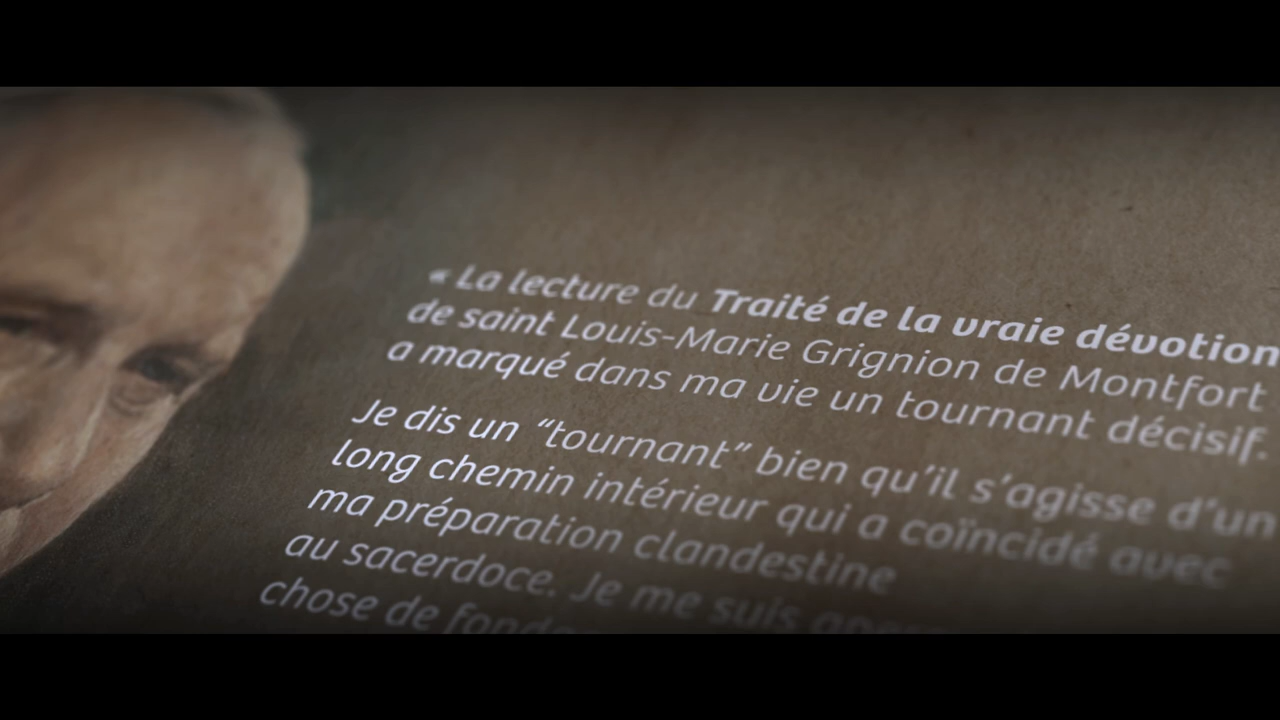 « La lecture du Traité de la vraie dévotion
de saint Louis-Marie Grignion de Montfort
a marqué dans ma vie un tournant décisif.
Je dis un “tournant” bien qu’il s’agisse d’un
long chemin intérieur qui a coïncidé avec
ma préparation clandestine
au sacerdoce. Je me suis
chose de